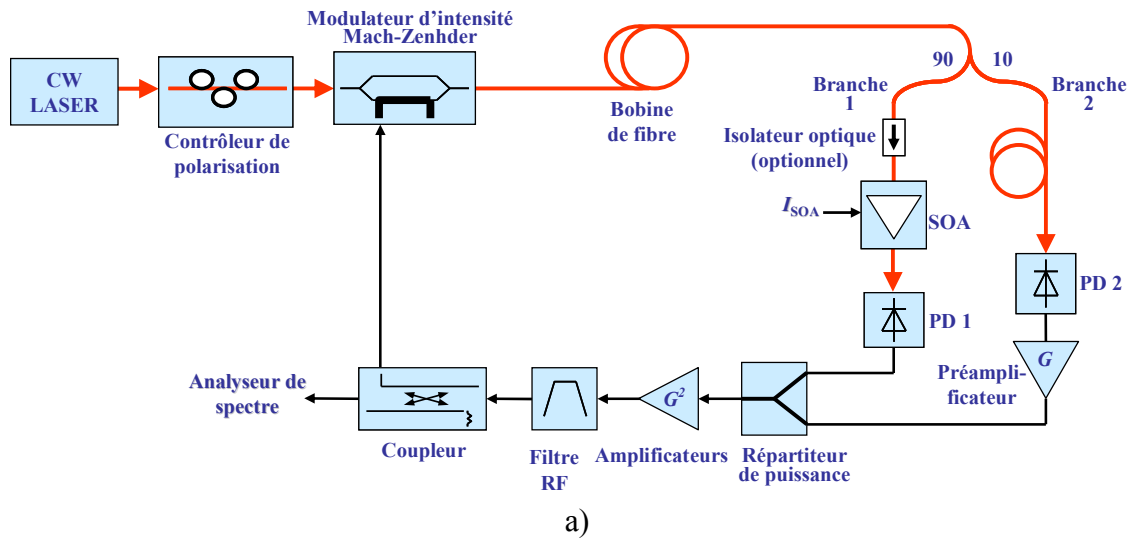 Modulateur d’intensité
Mach-Zenhder
CW
LASER
Contrôleur de
polarisation
Bobine
de fibre
90
10
Branche
1
Branche
2
Isolateur optique
(optionnel)
I_SOA
SOA
PD 1
PD 2
G
Préampli-
ficateur
Analyseur de
spectre
Coupleur
Filtre
RF
G²
Amplificateurs
Répartiteur
de puissance
a)